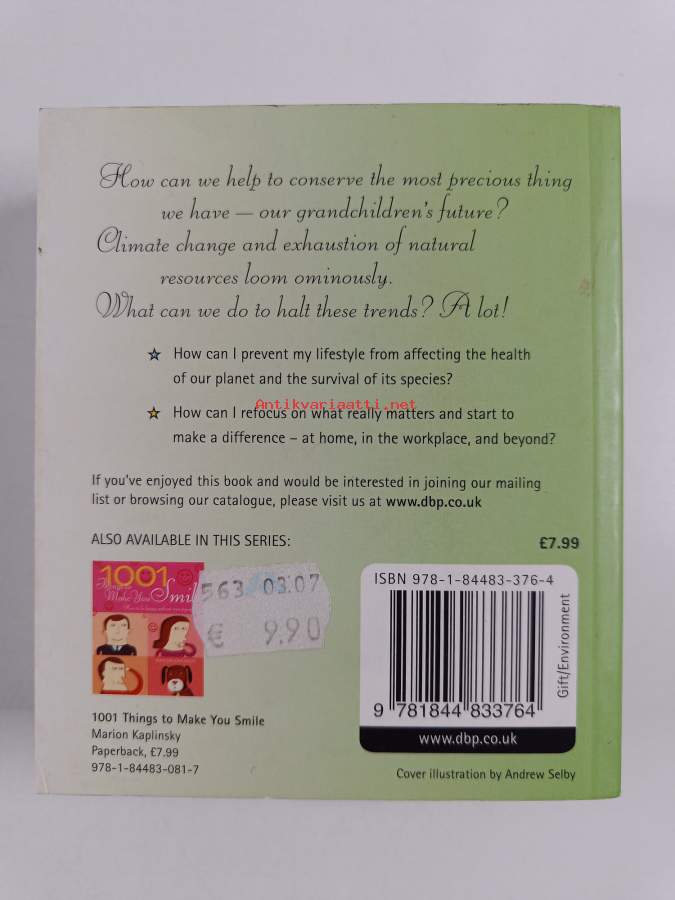 How can we help to conserve the most precious thing
we have — our grandchildren's future?
Climate change and exhaustion of natural
resources loom ominously.
What can we do to halt these trends? A lot!
☆ How can I prevent my lifestyle from affecting the health
of our planet and the survival of its species?
Antikvariaatti.net
☆ How can I refocus on what really matters and start to
make a difference – at home, in the workplace, and beyond?
If you've enjoyed this book and would be interested in joining our mailing
list or browsing our catalogue, please visit us at www.dbp.co.uk
ALSO AVAILABLE IN THIS SERIES:
£7.99
1001
Things to
Make You Smil
563 03.07
€ 9.90
1001 Things to Make You Smile
Marion Kaplinsky
Paperback, £7.99
978-1-84483-081-7
ISBN 978-1-84483-376-4
9 781844 833764
Gift/Environment
www.dbp.co.uk
Cover illustration by Andrew Selby